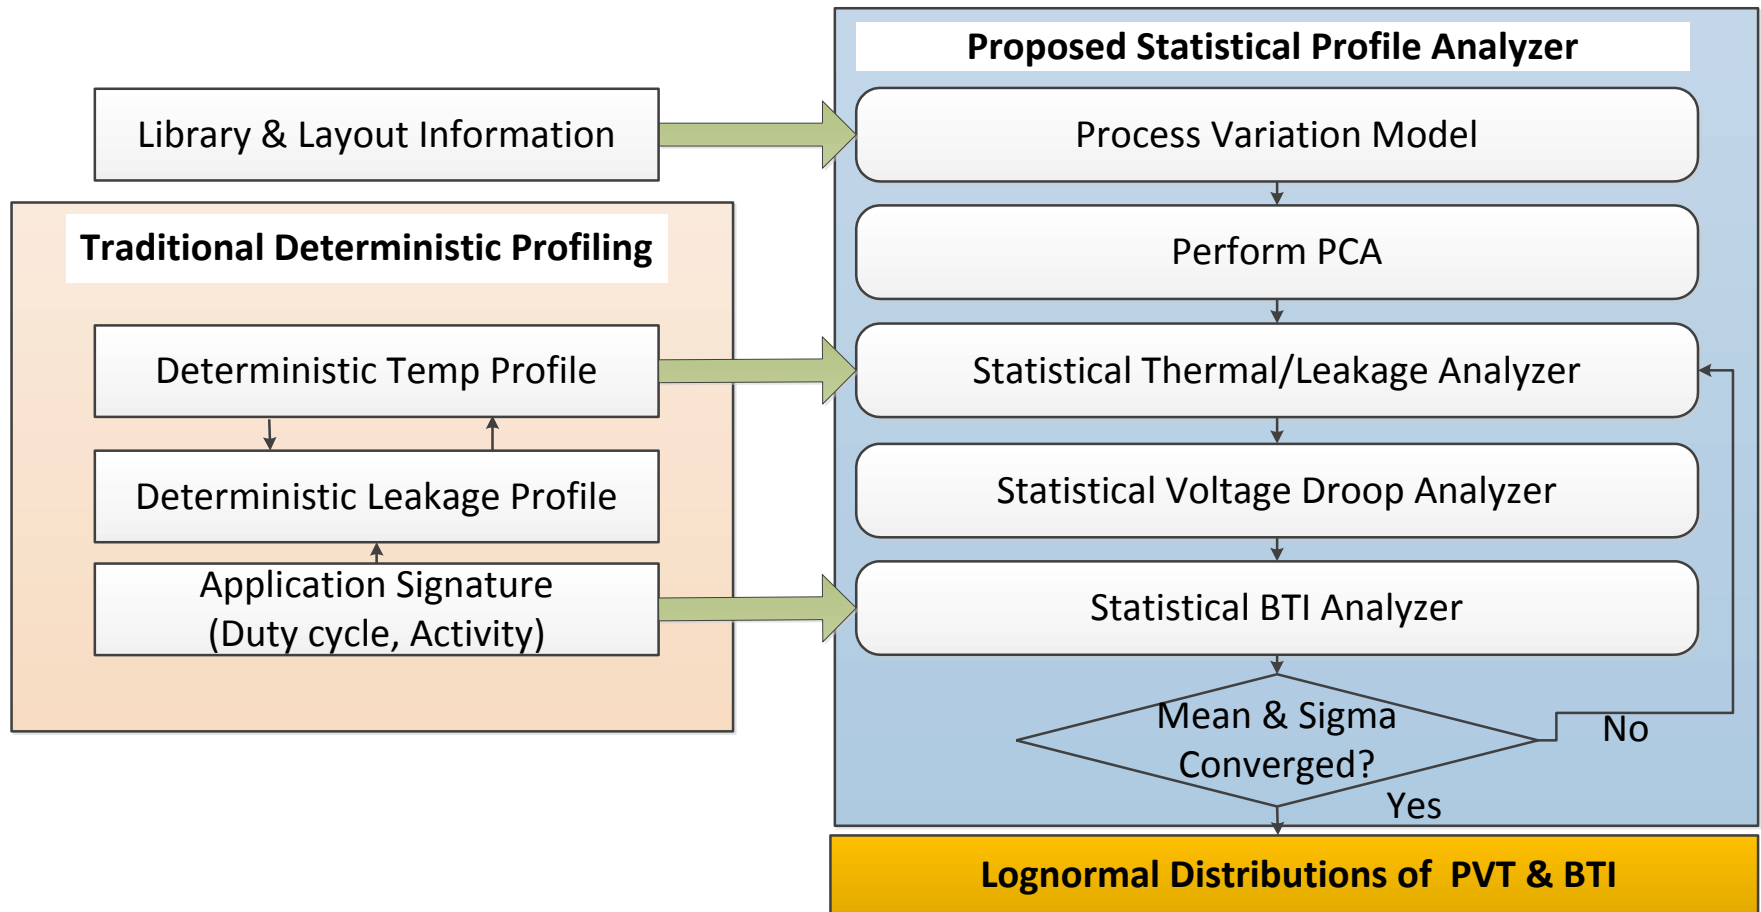 Proposed Statistical Profile Analyzer
Library & Layout Information
Process Variation Model
Traditional Deterministic Profiling
Perform PCA
Deterministic Temp Profile
Statistical Thermal/Leakage Analyzer
Deterministic Leakage Profile
Statistical Voltage Droop Analyzer
Application Signature
(Duty cycle, Activity)
Statistical BTI Analyzer
Mean & Sigma
Converged?
No
Yes
Lognormal Distributions of PVT & BTI